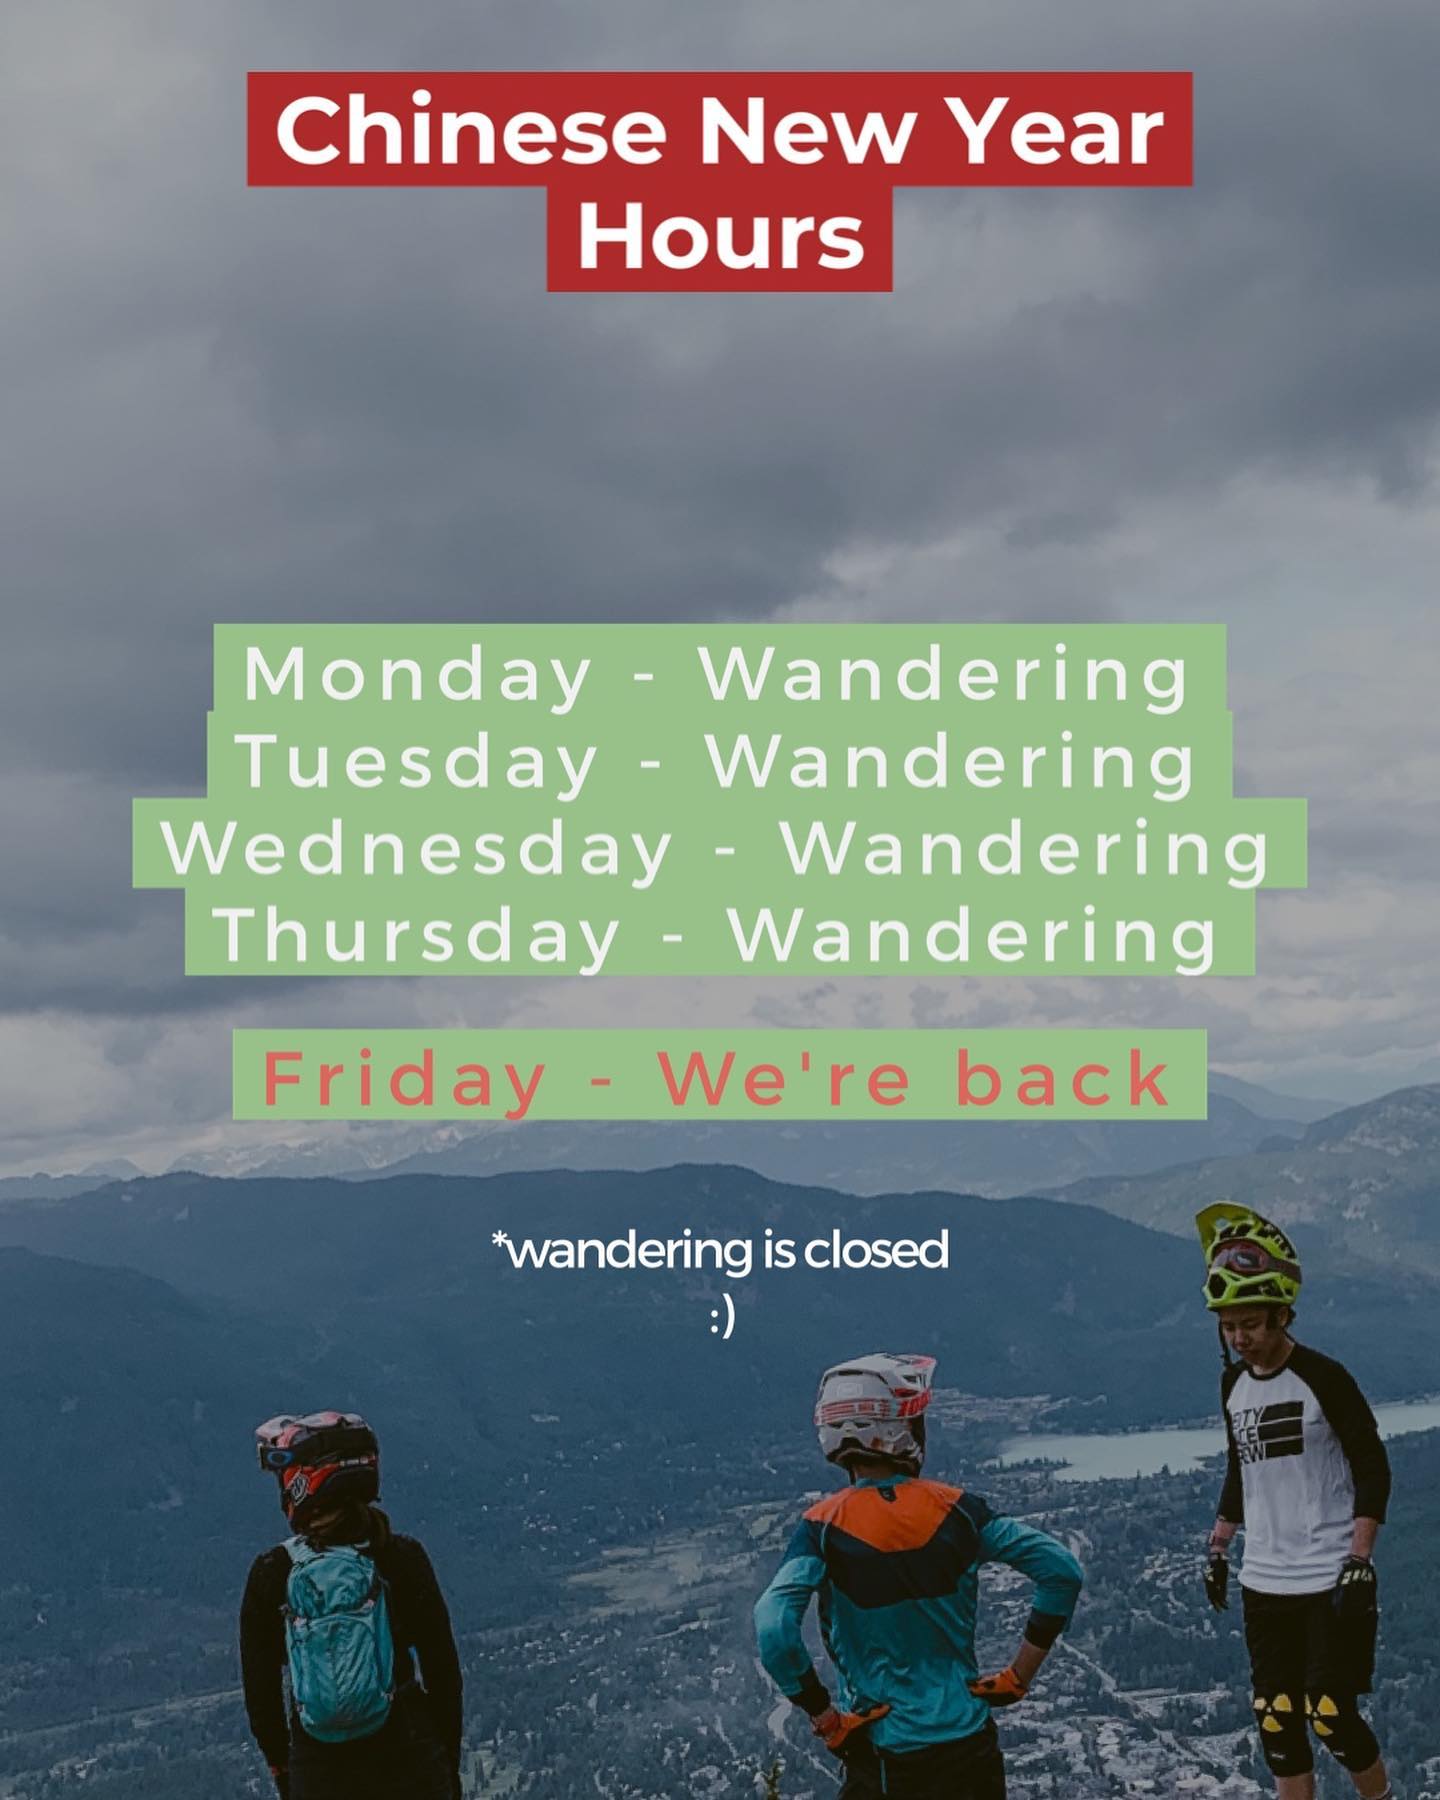 Chinese New Year
Hours
Monday - Wandering
Tuesday - Wandering
Wednesday - Wandering
Thursday - Wandering
Friday - We're back
*wandering is closed
:)